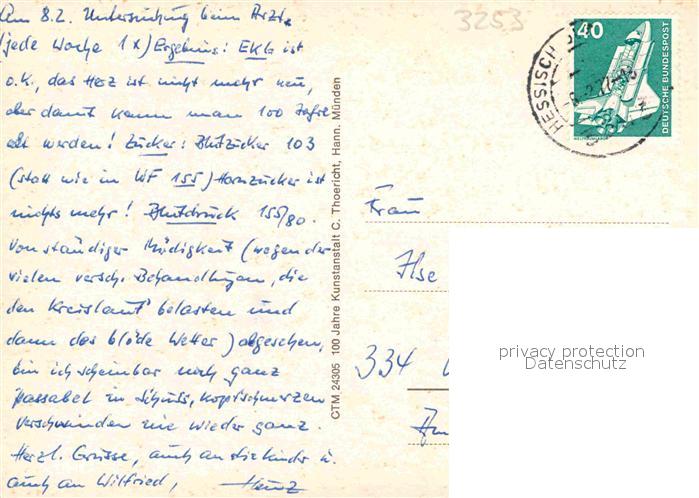 Am 8.2. Untersuchung beim Arzt,
(jede Woche 1x) Ergebnis: EKG ist
o.k., das Herz ist nicht mehr neu,
aber damit kann man 100 Jahre
alt werden! Zucker: Blutzucker 103
(statt wie in WF 155) Harnzucker ist
nichts mehr! Blutdruck 155/80.
Von ständiger Müdigkeit (wegen der
vielen versch. Behandlungen, die
den Kreislauf belasten und
dann das blöde Wetter) abgesehen,
bin ich scheinbar noch ganz
passabel in Schuss, Kopfschmerzen
verschwinden nie wieder ganz.
Herzl. Grüsse, auch an die Kinder u.
auch an Wilfried, Heinz
CTM 24305 100 Jahre Kunstanstalt C. Thoericht, Hann. Münden
3253
40
DEUTSCHE BUNDESPOST
HESSISCH
Frau
Ilse
334
privacy protection
Datenschutz